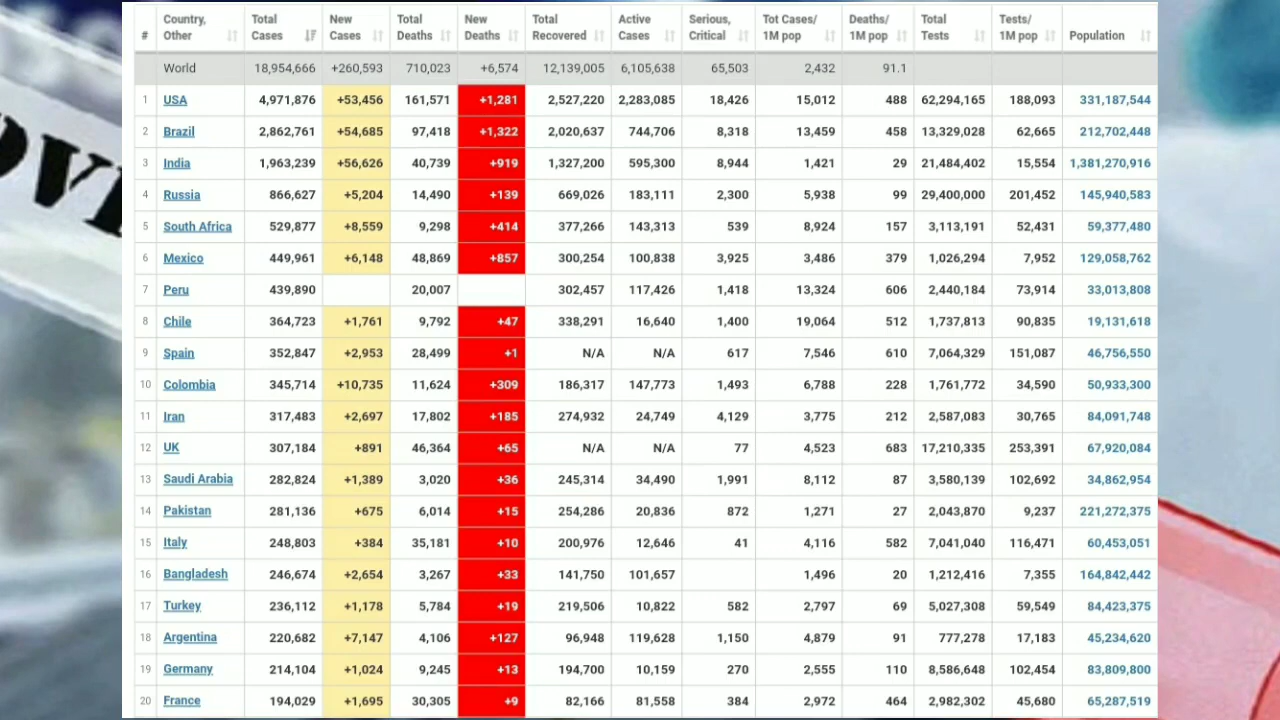 # Country, Other Total Cases New Cases Total Deaths New Deaths Total Recovered Active Cases Serious, Critical Tot Cases/ 1M pop Deaths/ 1M pop Total Tests Tests/ 1M pop Population
World 18,954,666 +260,593 710,023 +6,574 12,139,005 6,105,638 65,503 2,432 91.1
1 USA 4,971,876 +53,456 161,571 +1,281 2,527,220 2,283,085 18,426 15,012 488 62,294,165 188,093 331,187,544
2 Brazil 2,862,761 +54,685 97,418 +1,322 2,020,637 744,706 8,318 13,459 458 13,329,028 62,665 212,702,448
3 India 1,963,239 +56,626 40,739 +919 1,327,200 595,300 8,944 1,421 29 21,484,402 15,554 1,381,270,916
4 Russia 866,627 +5,204 14,490 +139 669,026 183,111 2,300 5,938 99 29,400,000 201,452 145,940,583
5 South Africa 529,877 +8,559 9,298 +414 377,266 143,313 539 8,924 157 3,113,191 52,431 59,377,480
6 Mexico 449,961 +6,148 48,869 +857 300,254 100,838 3,925 3,486 379 1,026,294 7,952 129,058,762
7 Peru 439,890 20,007 302,457 117,426 1,418 13,324 606 2,440,184 73,914 33,013,808
8 Chile 364,723 +1,761 9,792 +47 338,291 16,640 1,400 19,064 512 1,737,813 90,835 19,131,618
9 Spain 352,847 +2,953 28,499 +1 N/A N/A 617 7,546 610 7,064,329 151,087 46,756,550
10 Colombia 345,714 +10,735 11,624 +309 186,317 147,773 1,493 6,788 228 1,761,772 34,590 50,933,300
11 Iran 317,483 +2,697 17,802 +185 274,932 24,749 4,129 3,775 212 2,587,083 30,765 84,091,748
12 UK 307,184 +891 46,364 +65 N/A N/A 77 4,523 683 17,210,335 253,391 67,920,084
13 Saudi Arabia 282,824 +1,389 3,020 +36 245,314 34,490 1,991 8,112 87 3,580,139 102,692 34,862,954
14 Pakistan 281,136 +675 6,014 +15 254,286 20,836 872 1,271 27 2,043,870 9,237 221,272,375
15 Italy 248,803 +384 35,181 +10 200,976 12,646 41 4,116 582 7,041,040 116,471 60,453,051
16 Bangladesh 246,674 +2,654 3,267 +33 141,750 101,657 1,496 20 1,212,416 7,355 164,842,442
17 Turkey 236,112 +1,178 5,784 +19 219,506 10,822 582 2,797 69 5,027,308 59,549 84,423,375
18 Argentina 220,682 +7,147 4,106 +127 96,948 119,628 1,150 4,879 91 777,278 17,183 45,234,620
19 Germany 214,104 +1,024 9,245 +13 194,700 10,159 270 2,555 110 8,586,648 102,454 83,809,800
20 France 194,029 +1,695 30,305 +9 82,166 81,558 384 2,972 464 2,982,302 45,680 65,287,519